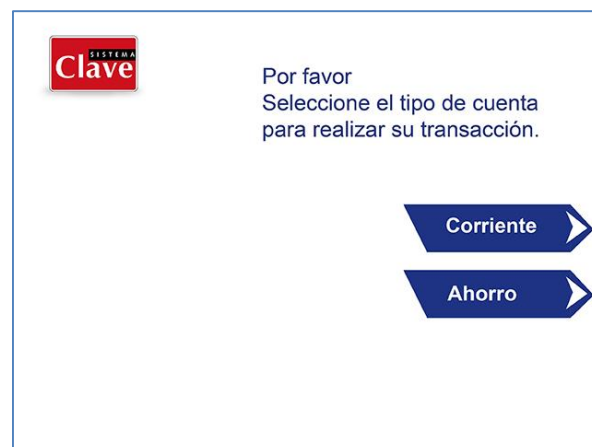 SISTEMA
Clave
Por favor
Seleccione el tipo de cuenta
para realizar su transacción.
Corriente
Ahorro